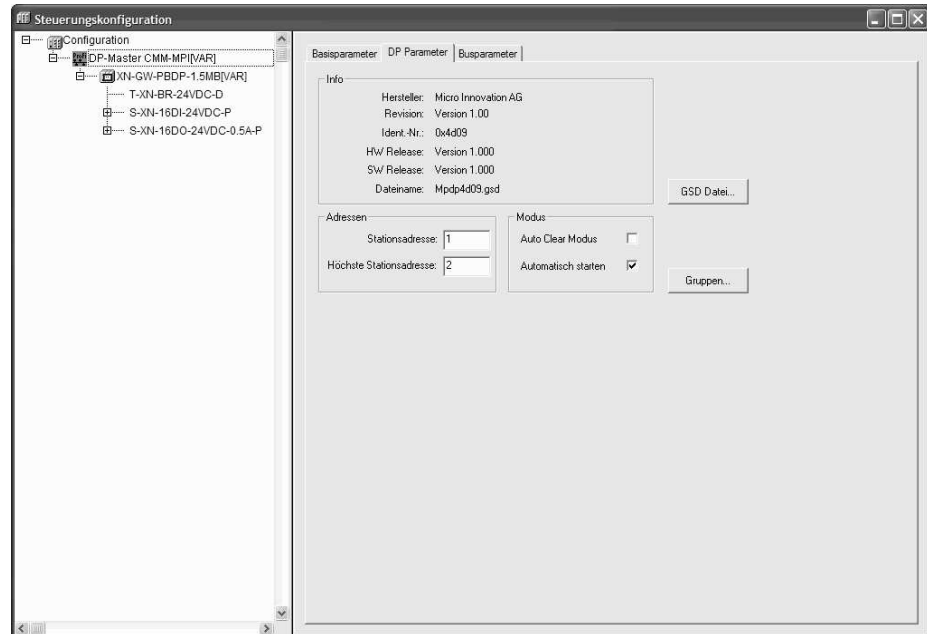 Steuerungskonfiguration
Configuration
DP-Master CMM-MPI[VAR]
XN-GW-PBDP-1.5MB[VAR]
T-XN-BR-24VDC-D
S-XN-16DI-24VDC-P
S-XN-16DO-24VDC-0.5A-P
Basisparameter DP Parameter Busparameter
Info
Hersteller: Micro Innovation AG
Revision: Version 1.00
Ident.-Nr.: 0x4d09
HW Release: Version 1.000
SW Release: Version 1.000
Dateiname: Mpdp4d09.gsd
GSD Datei...
Adressen
Stationsadresse: 1
Höchste Stationsadresse: 2
Modus
Auto Clear Modus
Automatisch starten
Gruppen...